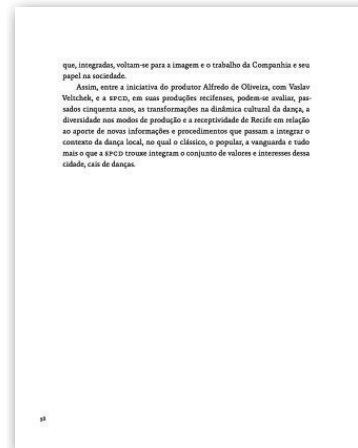 que, integradas, voltam-se para a imagem e o trabalho da Companhia e seu
papel na sociedade.
Assim, entre a iniciativa do produtor Alfredo de Oliveira, com Vaslav
Veltchek, e a SPCD, em suas produções recifenses, podem-se avaliar, pas-
sados cinquenta anos, as transformações na dinâmica cultural da dança, a
diversidade nos modos de produção e a receptividade de Recife em relação
ao aporte de novas informações e procedimentos que passam a integrar o
contexto da dança local, no qual o clássico, o popular, a vanguarda e tudo
mais o que a SPCD trouxe integram o conjunto de valores e interesses dessa
cidade, cais de danças.